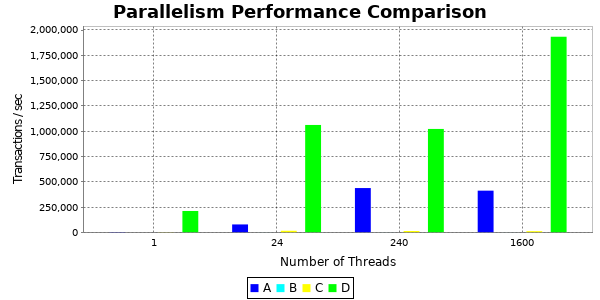 Parallelism Performance Comparison
Transactions / sec
2,000,000
1,750,000
1,500,000
1,250,000
1,000,000
750,000
500,000
250,000
0
1 24 240 1600
Number of Threads
A B C D